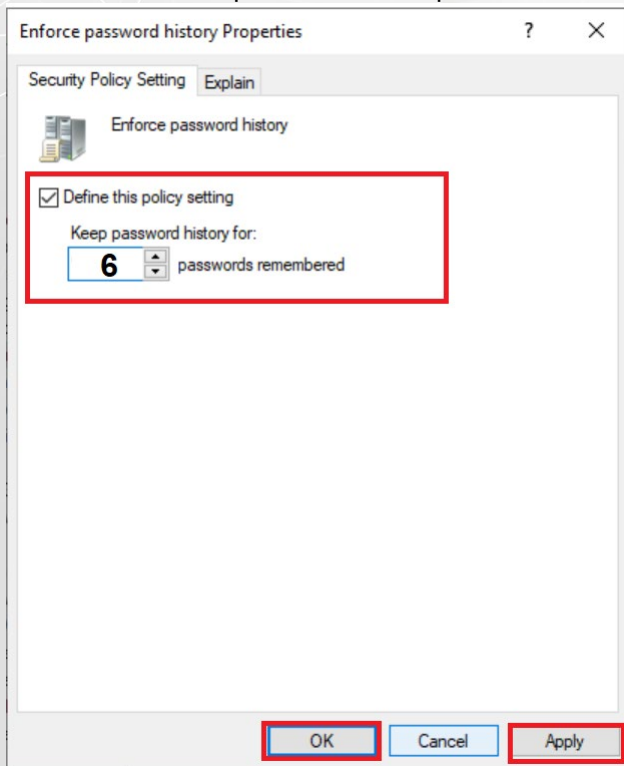 Enforce password history Properties ? ×
Security Policy Setting Explain
Enforce password history
Define this policy setting
Keep password history for:
6 passwords remembered
OK Cancel Apply